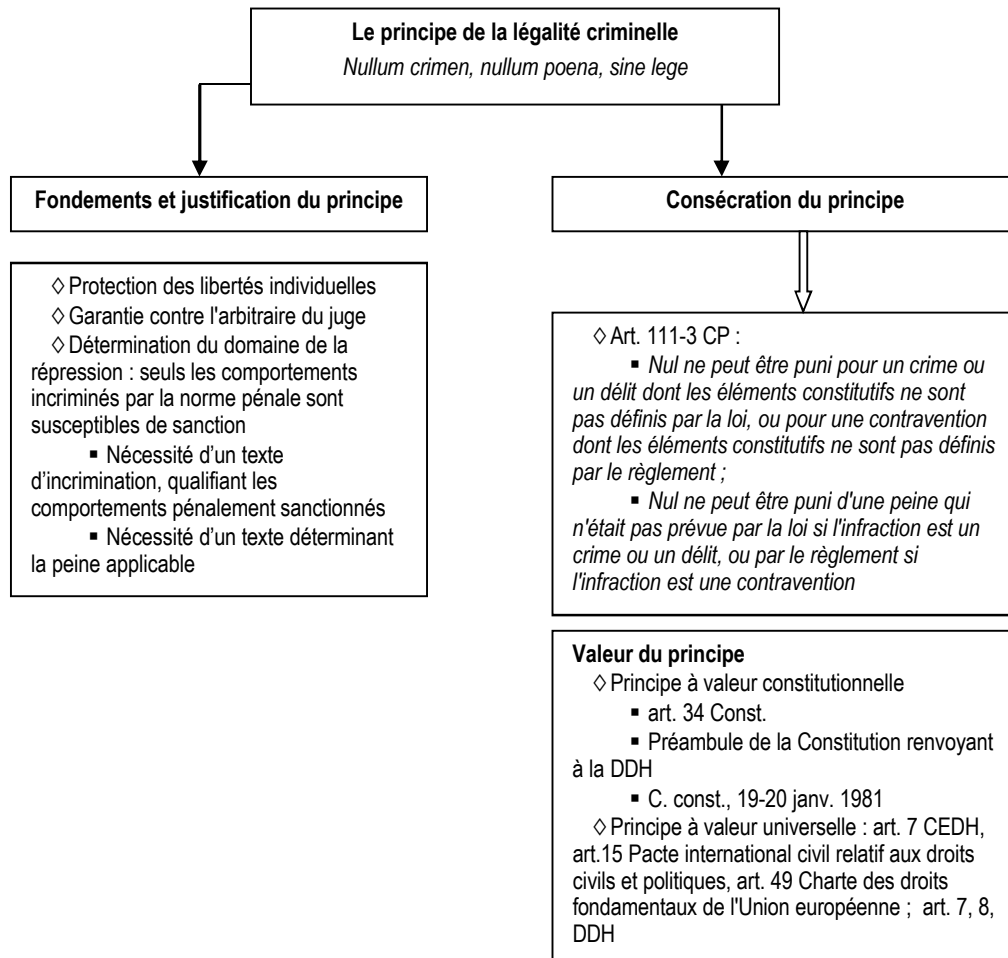 Le principe de la légalité criminelle
Nullum crimen, nullum poena, sine lege
Fondements et justification du principe
◊ Protection des libertés individuelles
◊ Garantie contre l'arbitraire du juge
◊ Détermination du domaine de la
répression : seuls les comportements
incriminés par la norme pénale sont
susceptibles de sanction
▪ Nécessité d'un texte
d'incrimination, qualifiant les
comportements pénalement sanctionnés
▪ Nécessité d'un texte déterminant
la peine applicable
Consécration du principe
◊ Art. 111-3 CP :
▪ Nul ne peut être puni pour un crime ou
un délit dont les éléments constitutifs ne sont
pas définis par la loi, ou pour une contravention
dont les éléments constitutifs ne sont pas définis
par le règlement ;
▪ Nul ne peut être puni d'une peine qui
n'était pas prévue par la loi si l'infraction est un
crime ou un délit, ou par le règlement si
l'infraction est une contravention
Valeur du principe
◊ Principe à valeur constitutionnelle
▪ art. 34 Const.
▪ Préambule de la Constitution renvoyant
à la DDH
▪ C. const., 19-20 janv. 1981
◊ Principe à valeur universelle : art. 7 CEDH,
art.15 Pacte international civil relatif aux droits
civils et politiques, art. 49 Charte des droits
fondamentaux de l'Union européenne ; art. 7, 8,
DDH